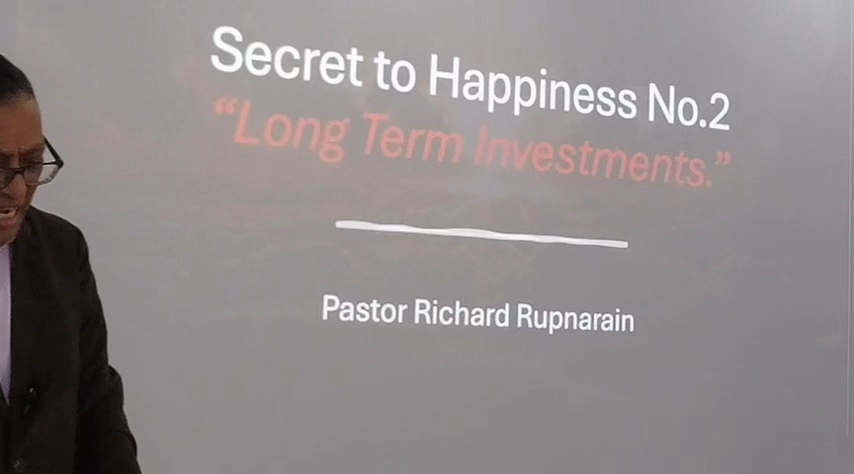 Secret to Happiness No.2
“Long Term Investments.”
Pastor Richard Rupnarain